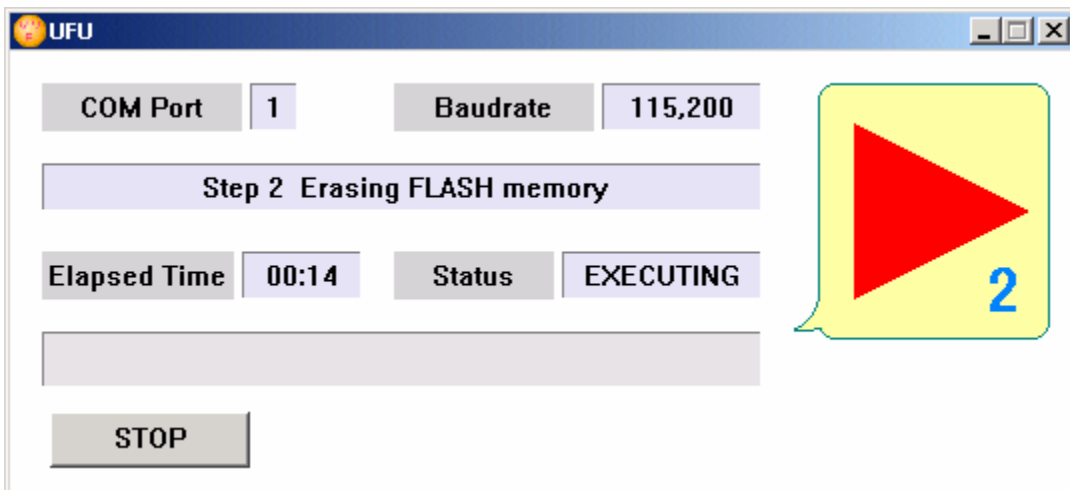 UFU
COM Port 1 Baudrate 115,200
Step 2 Erasing FLASH memory
Elapsed Time 00:14 Status EXECUTING
2
STOP